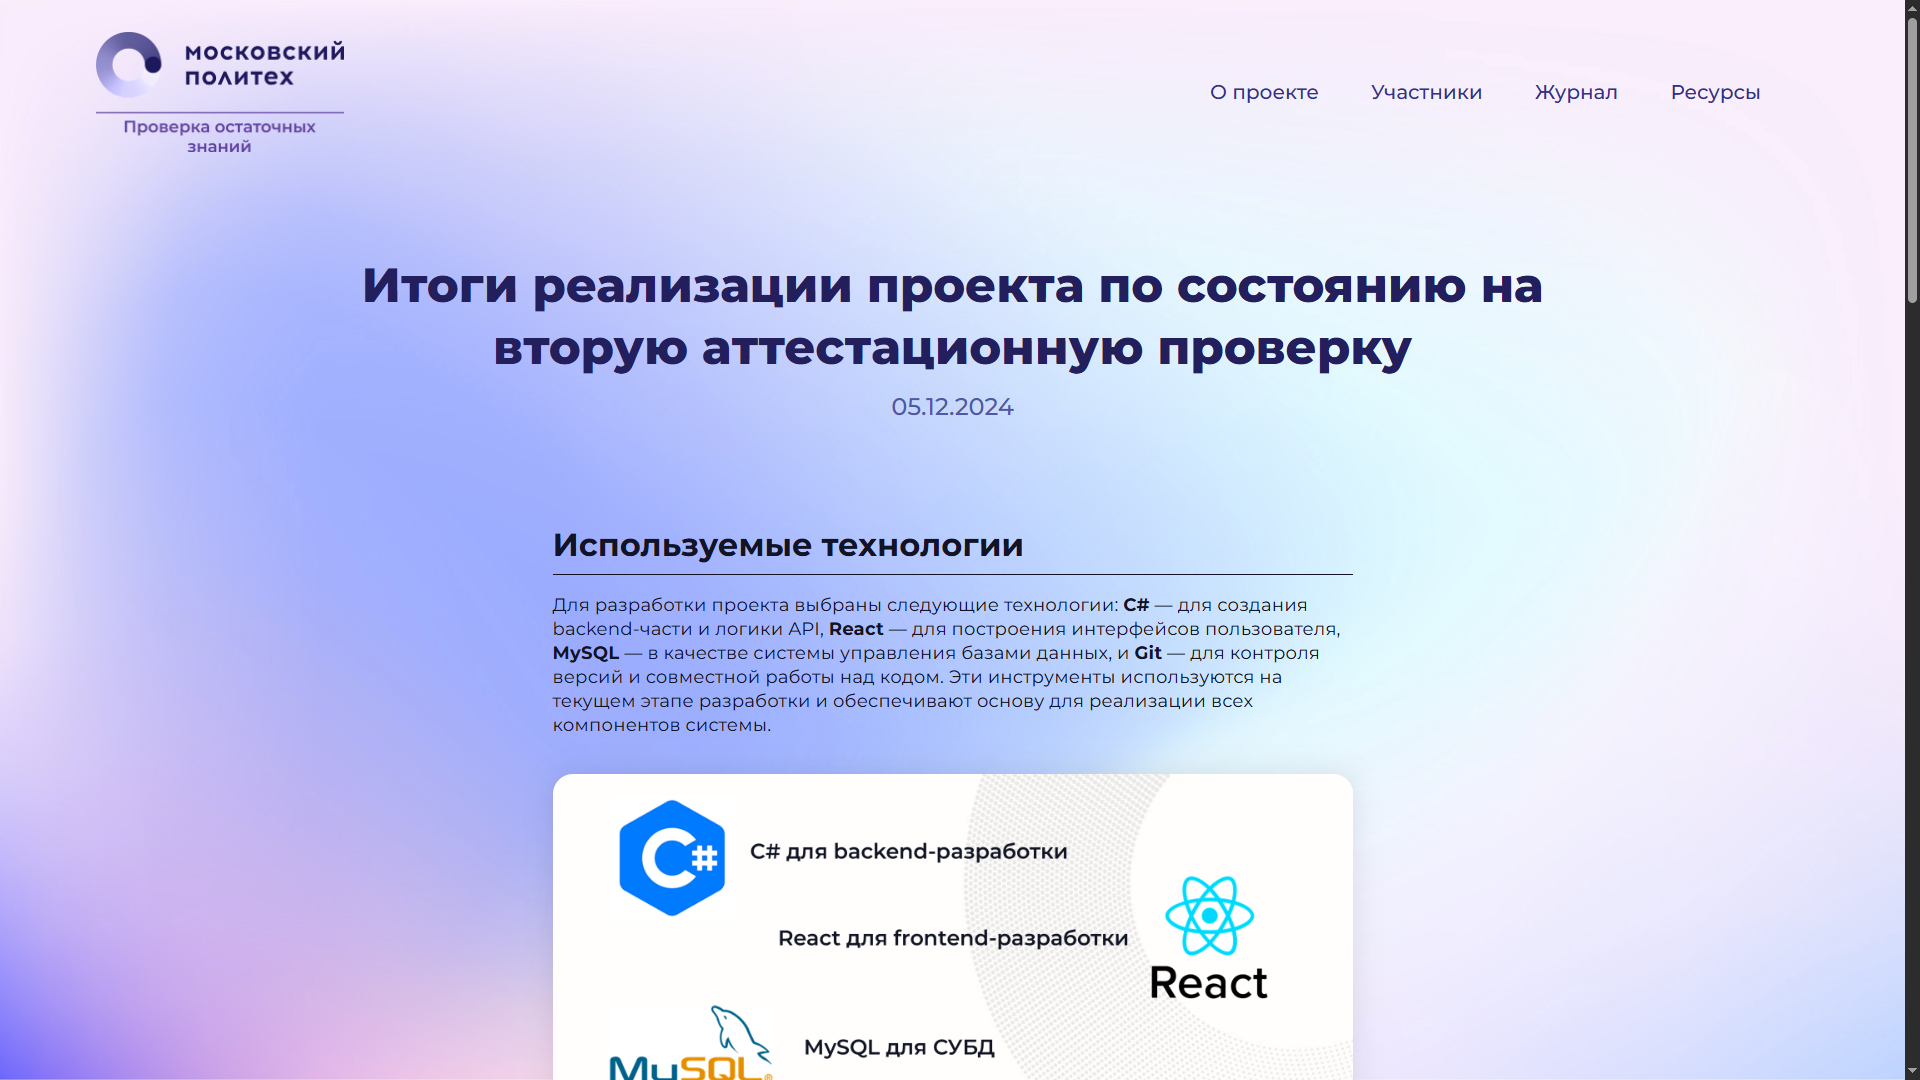 московский
политех
Проверка остаточных
знаний
О проекте Участники Журнал Ресурсы
Итоги реализации проекта по состоянию на
вторую аттестационную проверку
05.12.2024
Используемые технологии
Для разработки проекта выбраны следующие технологии: C# — для создания
backend-части и логики API, React — для построения интерфейсов пользователя,
MySQL — в качестве системы управления базами данных, и Git — для контроля
версий и совместной работы над кодом. Эти инструменты используются на
текущем этапе разработки и обеспечивают основу для реализации всех
компонентов системы.
C#
C# для backend-разработки
React для frontend-разработки
React
MySQL для СУБД
MySQL®